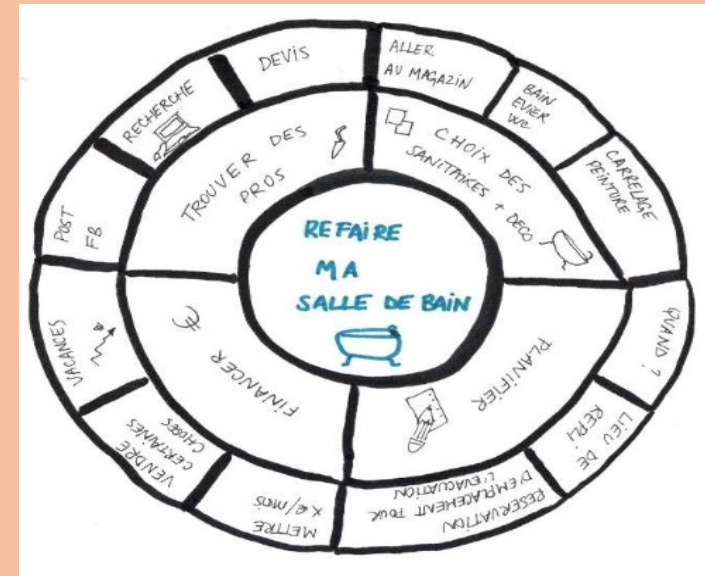 REFAIRE
MA
SALLE DE BAIN
TROUVER DES
PROS
CHOIX DES
SANITAIRES + DECO
PLANIFIER
FINANCER
€
POST
FB
RECHERCHE
DEVIS
ALLER
AU MAGAZIN
BAIN
EVIER
WC
CARRELAGE
PEINTURE
QUAND ?
LIEU DE
REPLI
RESERVATION
D'EMPLACEMENT POUR
L'EVACUATION
METTRE
X €/MOIS
VENDRE
CERTAINES
CHOSES
VACANCES